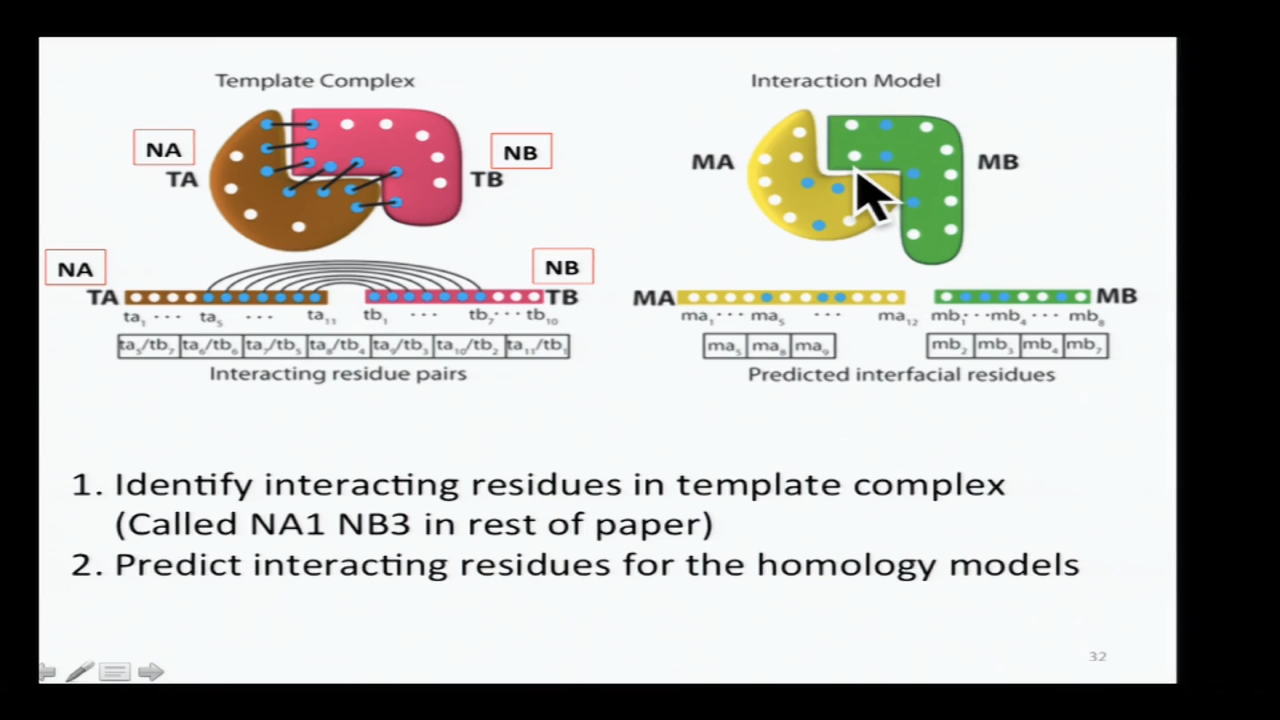 Template Complex
Interaction Model
NA
TA
NB
TB
MA
MB
NA
NB
TA
TB
MA
MB
ta1 ··· ta5 ··· ta11 tb1 ··· tb7 ··· tb10
ma1 ··· ma5 ··· ma12 mb1 ··· mb4 ··· mb8
ta5/tb7 ta6/tb6 ta7/tb5 ta8/tb4 ta9/tb3 ta10/tb2 ta11/tb1
ma5 ma8 ma9
mb2 mb3 mb4 mb7
Interacting residue pairs
Predicted interfacial residues
1. Identify interacting residues in template complex
(Called NA1 NB3 in rest of paper)
2. Predict interacting residues for the homology models
32